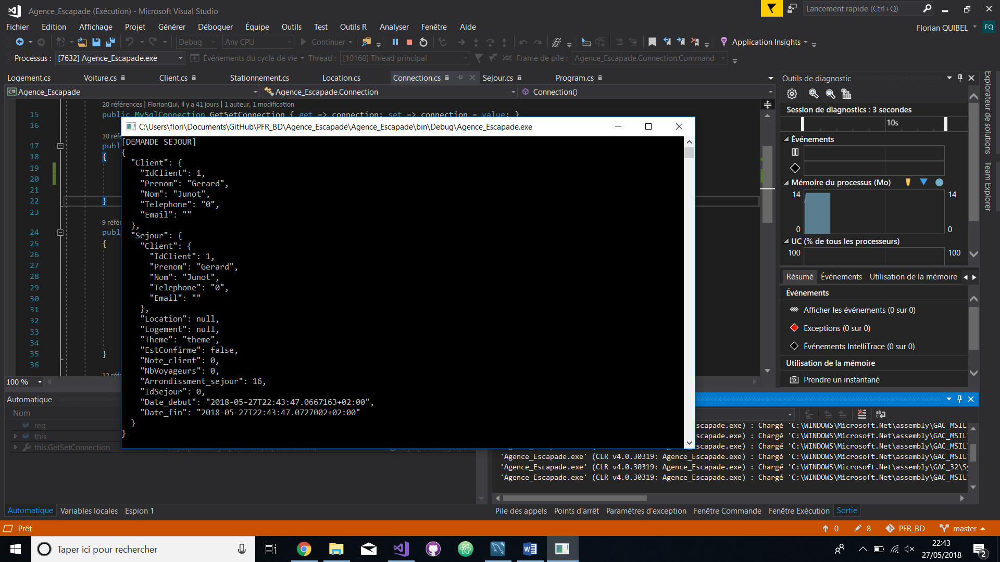 Agence_Escapade (Exécution) - Microsoft Visual Studio
Lancement rapide (Ctrl+Q)
Fichier Edition Affichage Projet Générer Déboguer Équipe Outils Test Outils R Analyser Fenêtre Aide
Florian QUIBEL FQ
Debug Any CPU Continuer Application Insights
Processus : [7632] Agence_Escapade.exe Événements du cycle de vie Thread : [10168] Thread principal Frame de pile : Agence_Escapade.Connection.Command
Logement.cs Voiture.cs Client.cs Stationnement.cs Location.cs Connection.cs Sejour.cs Program.cs
Agence_Escapade Agence_Escapade.Connection Connection()
20 références | FlorianQui, il y a 41 jours | 1 auteur, 1 modification
15 public MySqlConnection GetSetConnection { get => connection; set => connection = value; }
16
10 réfé
17 publ
18 {
19
20
21
22 }
23
9 référ
24 publ
25 {
26
27
28
29
30
31
32
33
34
35 }
36
12 réfé
100 %
C:\Users\flori\Documents\GitHub\PFR_BD\Agence_Escapade\Agence_Escapade\bin\Debug\Agence_Escapade.exe
[DEMANDE SEJOUR]
{
"Client": {
"IdClient": 1,
"Prenom": "Gerard",
"Nom": "Junot",
"Telephone": "0",
"Email": ""
},
"Sejour": {
"Client": {
"IdClient": 1,
"Prenom": "Gerard",
"Nom": "Junot",
"Telephone": "0",
"Email": ""
},
"Location": null,
"Logement": null,
"Theme": "theme",
"EstConfirme": false,
"Note_client": 0,
"NbVoyageurs": 0,
"Arrondissment_sejour": 16,
"IdSejour": 0,
"Date_debut": "2018-05-27T22:43:47.0667163+02:00",
"Date_fin": "2018-05-27T22:43:47.0727002+02:00"
}
}
Outils de diagnostic
Session de diagnostics : 3 secondes
10s
Événements
Mémoire du processus (Mo)
14 14
0 0
UC (% de tous les processeurs)
100 100
Résumé Événements Utilisation de la mémoire
Événements
Afficher les événements (0 sur 0)
Exceptions (0 sur 0)
Événements IntelliTrace (0 sur 0)
Utilisation de la mémoire
Prendre un instantané
Explorateur de solutions
Team Explorer
Automatique
Nom
req
this
this.GetSetConnection
scapade.exe) : Chargé 'C:\WINDOWS\Microsoft.Net\assembly\GAC_MSIL
scapade.exe) : Chargé 'C:\WINDOWS\Microsoft.Net\assembly\GAC_MSIL
scapade.exe) : Chargé 'C:\WINDOWS\Microsoft.Net\assembly\GAC_MSIL
'Agence_Escapade.exe' (CLR v4.0.30319: Agence_Escapade.exe) : Chargé 'C:\WINDOWS\Microsoft.Net\assembly\GAC_MSIL
'Agence_Escapade.exe' (CLR v4.0.30319: Agence_Escapade.exe) : Chargé 'C:\WINDOWS\Microsoft.Net\assembly\GAC_32\Sy
'Agence_Escapade.exe' (CLR v4.0.30319: Agence_Escapade.exe) : Chargé 'C:\WINDOWS\Microsoft.Net\assembly\GAC_MSIL
Automatique Variables locales Espion 1
Pile des appels Points d'arrêt Paramètres d'exception Fenêtre Commande Fenêtre Exécution Sortie
Prêt 0 8 PFR_BD master
Taper ici pour rechercher
22:43
27/05/2018
2